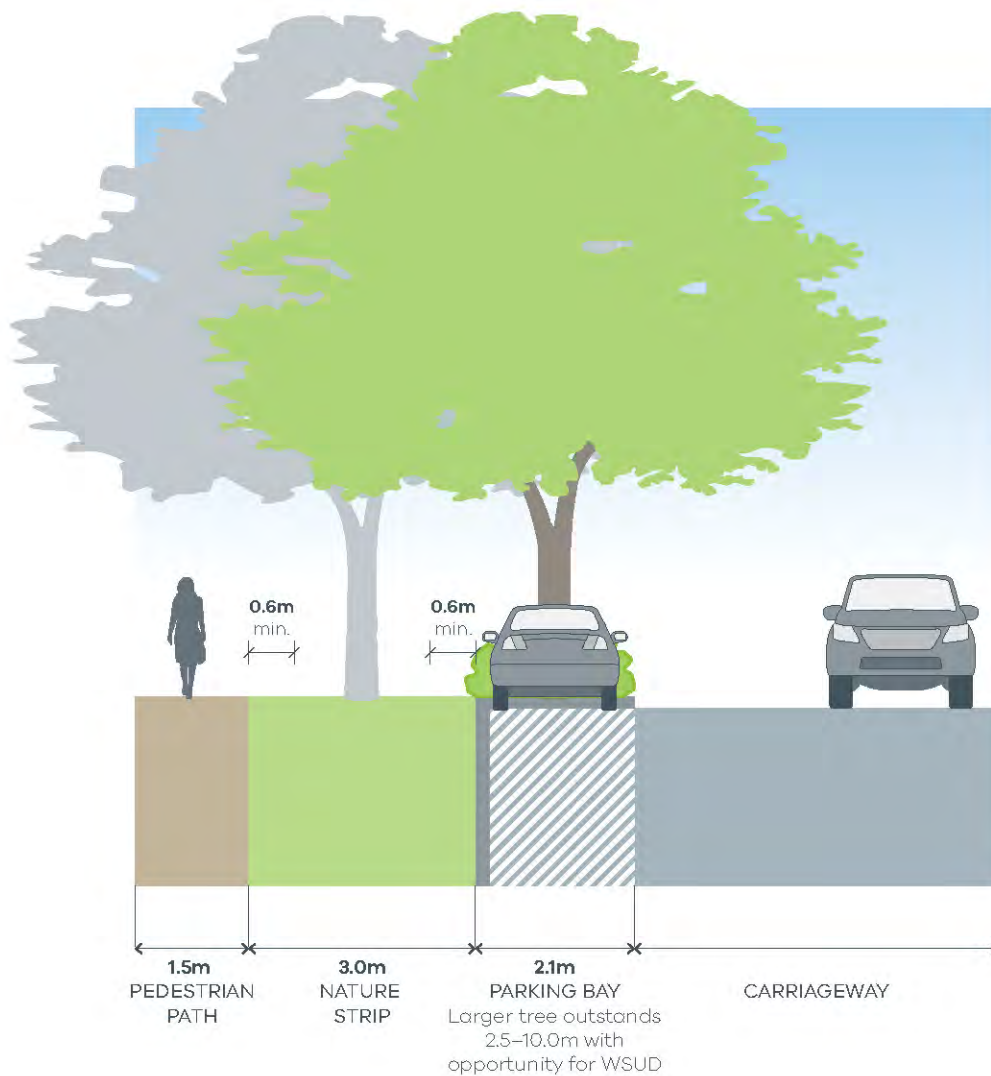 0.6m
min.
0.6m
min.
1.5m
PEDESTRIAN
PATH
3.0m
NATURE
STRIP
2.1m
PARKING BAY
Larger tree outstands
2.5–10.0m with
opportunity for WSUD
CARRIAGEWAY